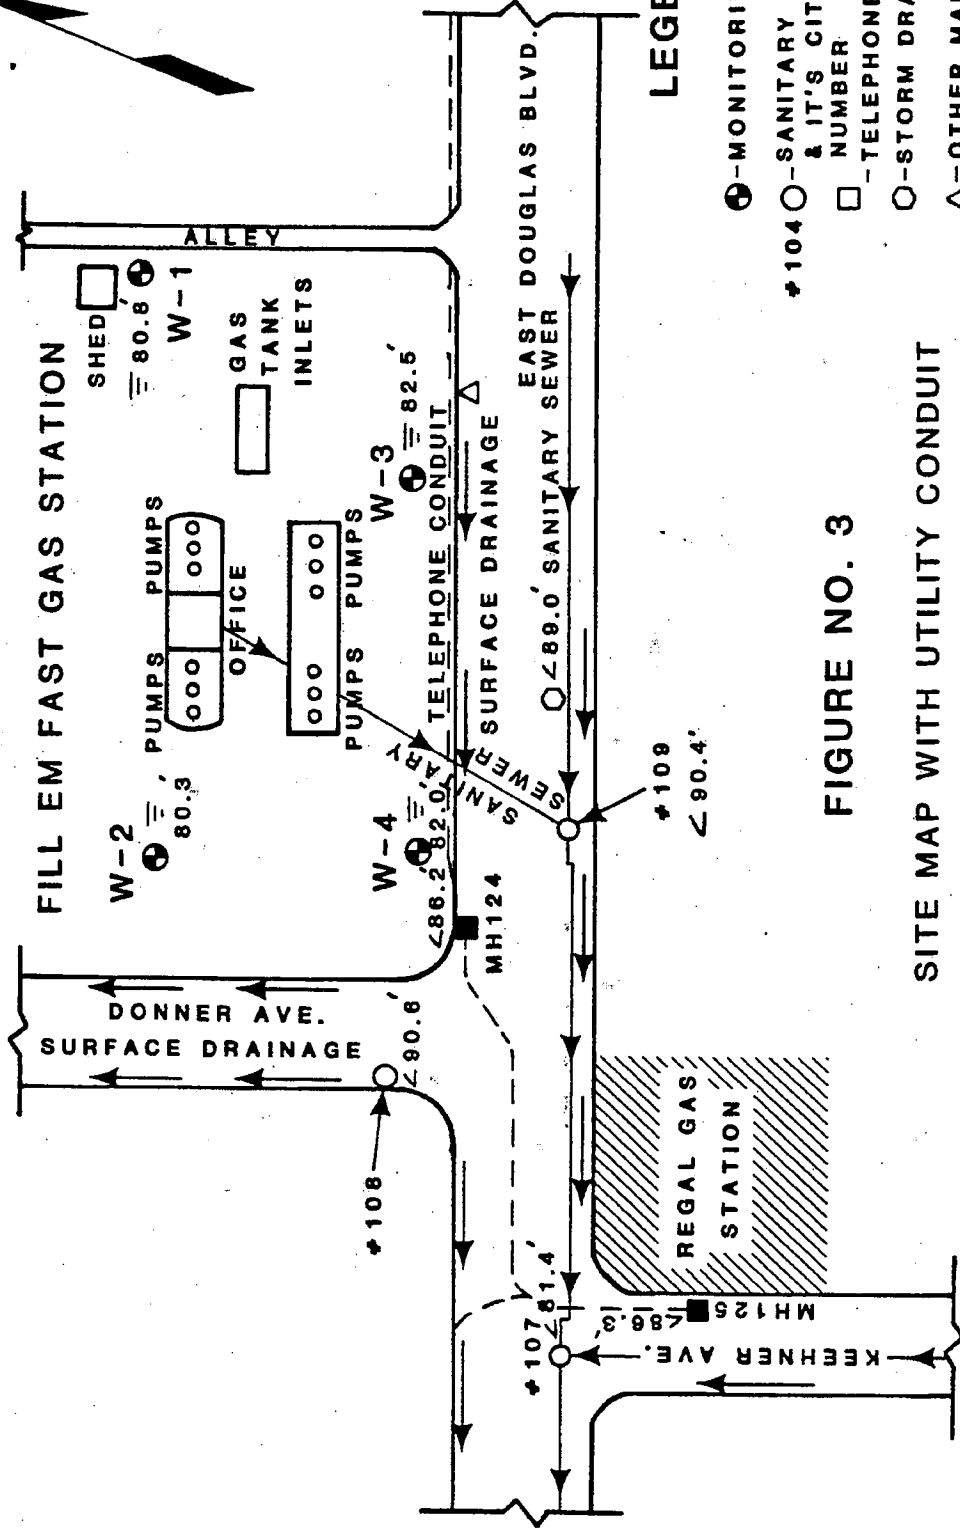 FILL EM FAST GAS STATION
SHED
= 80.8'
W-1
ALLEY
GAS
TANK
INLETS
PUMPS
PUMPS
OFFICE
PUMPS
PUMPS
W-2
= 80.3'
W-3
= 82.5'
W-4
= 82.0'
<86.2'
TELEPHONE CONDUIT
SURFACE DRAINAGE
SANITARY
SEWER
MH124
EAST DOUGLAS BLVD.
<89.0' SANITARY SEWER
#109
<90.4'
DONNER AVE.
SURFACE DRAINAGE
<90.6'
#108
#107
<81.4'
<86.3'
MH125
KEEHNER AVE.
REGAL GAS
STATION
LEGE
-MONITORI
#104 -SANITARY
& IT'S CIT
NUMBER
-TELEPHONE
-STORM DRA
-OTHER MA
FIGURE NO. 3
SITE MAP WITH UTILITY CONDUIT